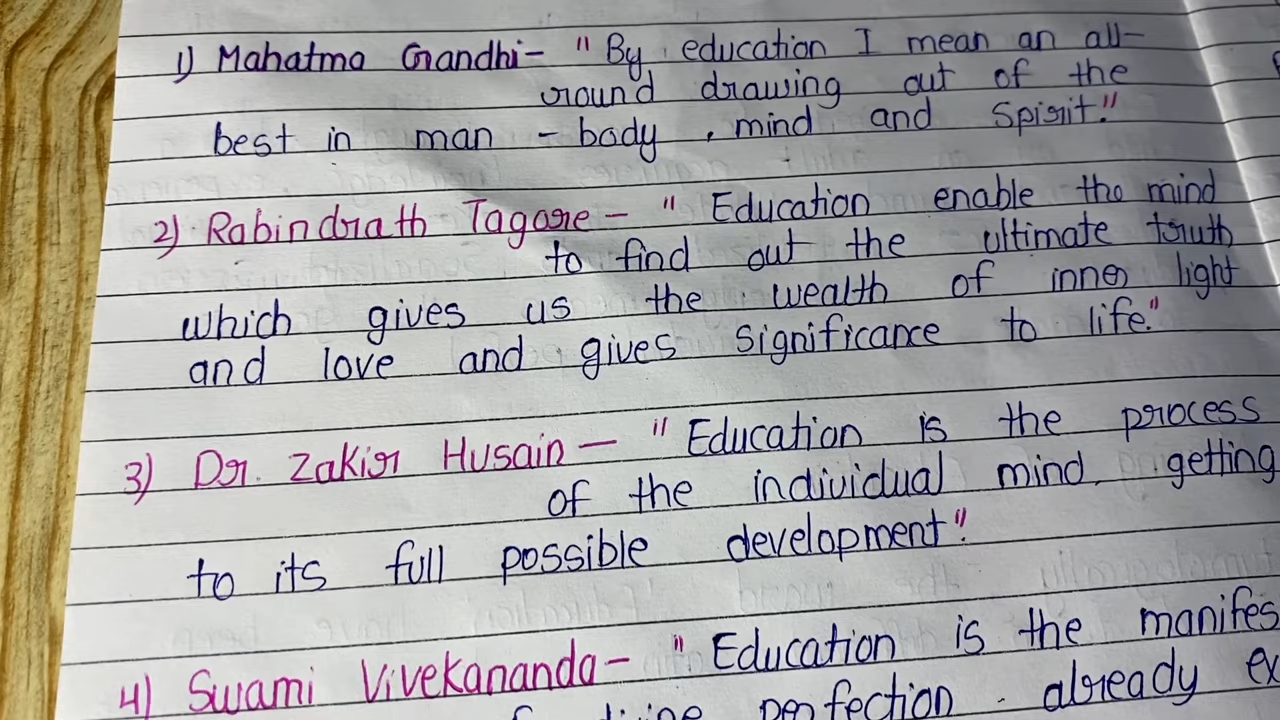 1) Mahatma Gandhi- "By education I mean an all-
round drawing out of the
best in man - body, mind and Spirit."
2) Rabindrath Tagore - "Education enable the mind
to find out the ultimate truth
which gives us the wealth of inner light
and love and gives significance to life."
3) Dr. Zakir Husain - "Education is the process
of the individual mind, getting
to its full possible development".
4) Swami Vivekananda- "Education is the manifes
perfection already ex